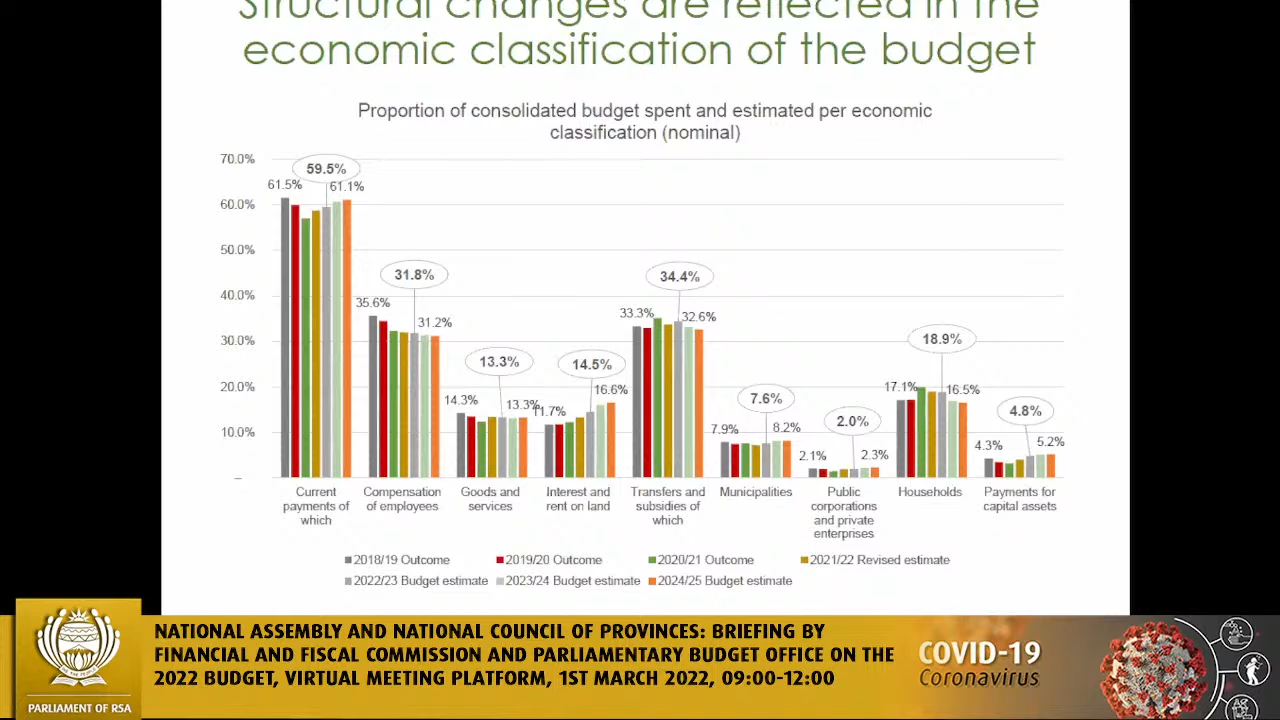 Structural changes are reflected in the
economic classification of the budget
Proportion of consolidated budget spent and estimated per economic
classification (nominal)
70.0%
60.0%
50.0%
40.0%
30.0%
20.0%
10.0%
–
61.5%
59.5%
61.1%
35.6%
31.8%
31.2%
14.3%
13.3%
13.3%
11.7%
14.5%
16.6%
33.3%
34.4%
32.6%
7.9%
7.6%
8.2%
2.1%
2.0%
2.3%
17.1%
18.9%
16.5%
4.3%
4.8%
5.2%
Current
payments of
which
Compensation
of employees
Goods and
services
Interest and
rent on land
Transfers and
subsidies of
which
Municipalities
Public
corporations
and private
enterprises
Households
Payments for
capital assets
2018/19 Outcome
2019/20 Outcome
2020/21 Outcome
2021/22 Revised estimate
2022/23 Budget estimate
2023/24 Budget estimate
2024/25 Budget estimate
PARLIAMENT OF RSA
NATIONAL ASSEMBLY AND NATIONAL COUNCIL OF PROVINCES: BRIEFING BY
FINANCIAL AND FISCAL COMMISSION AND PARLIAMENTARY BUDGET OFFICE ON THE
2022 BUDGET, VIRTUAL MEETING PLATFORM, 1ST MARCH 2022, 09:00-12:00
COVID-19
Coronavirus